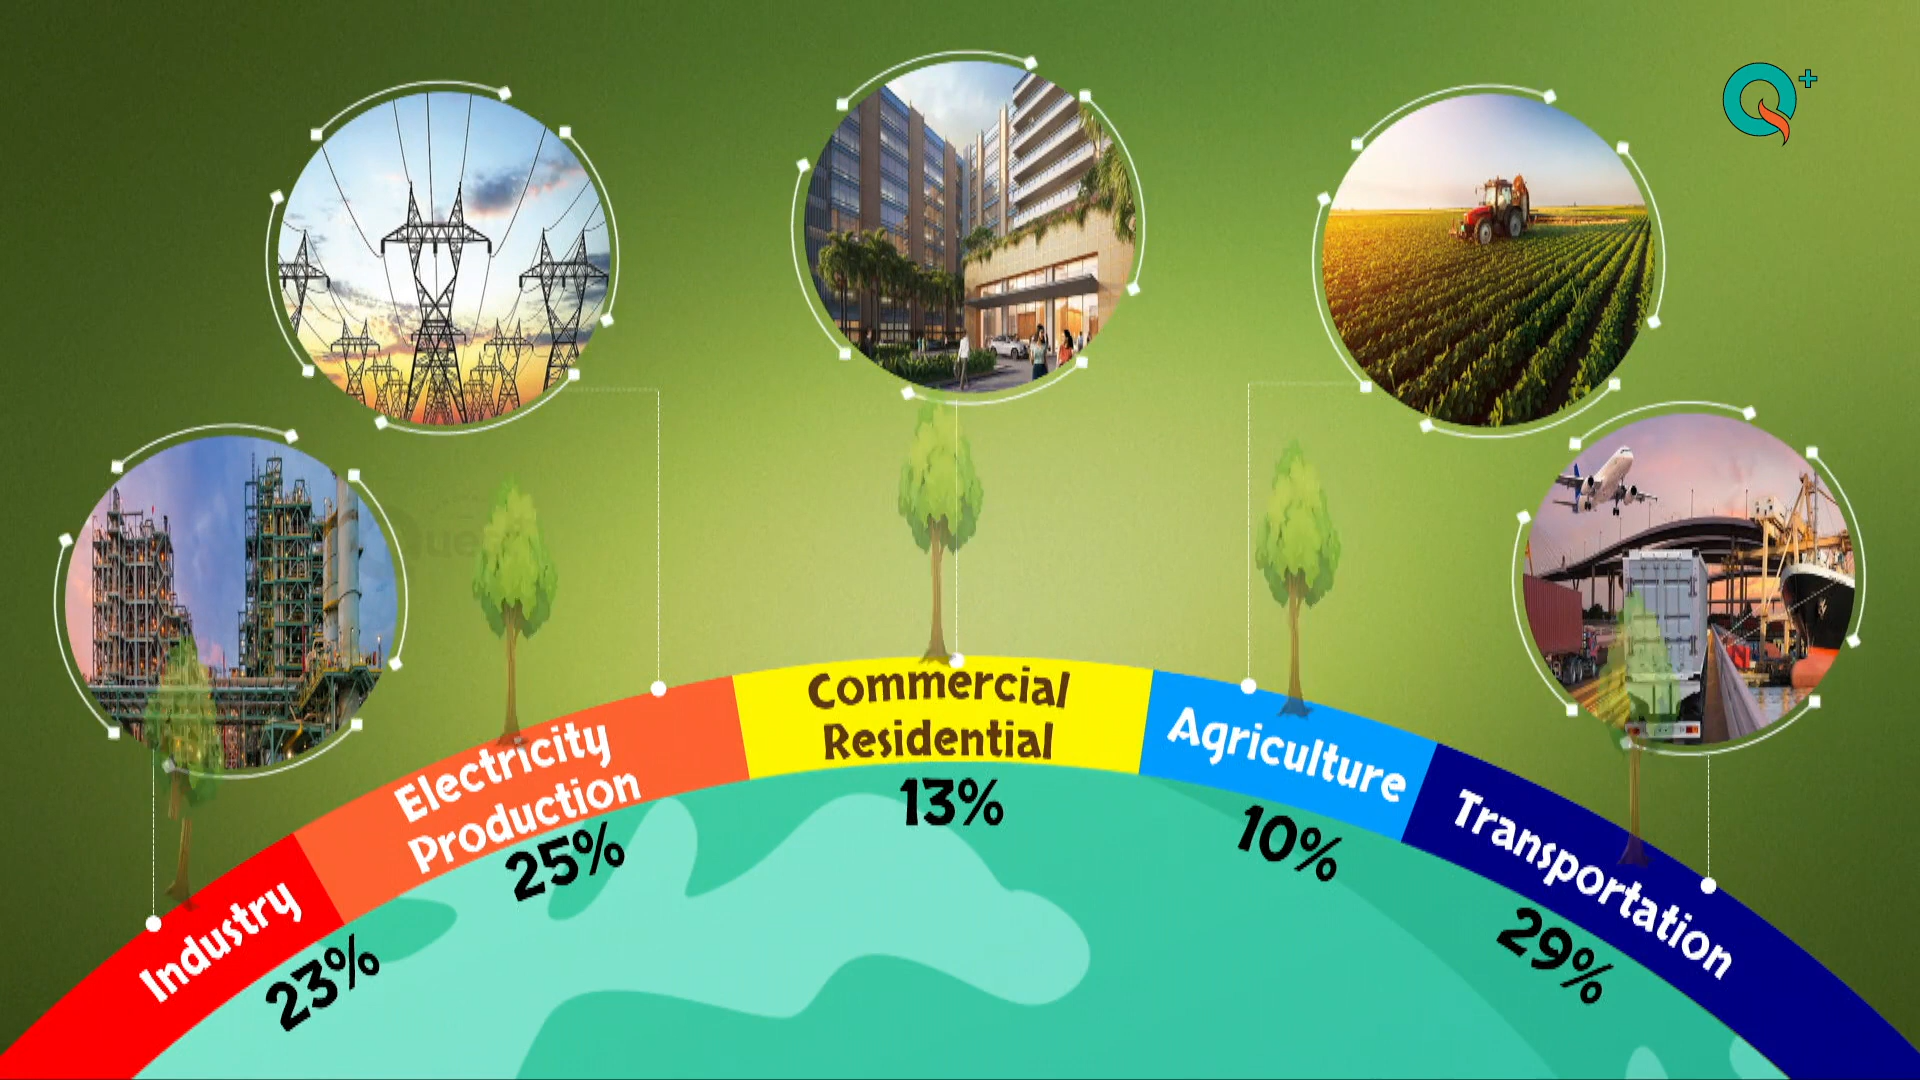 Industry
23%
Electricity
Production
25%
Commercial
Residential
13%
Agriculture
10%
Transportation
29%
Q+